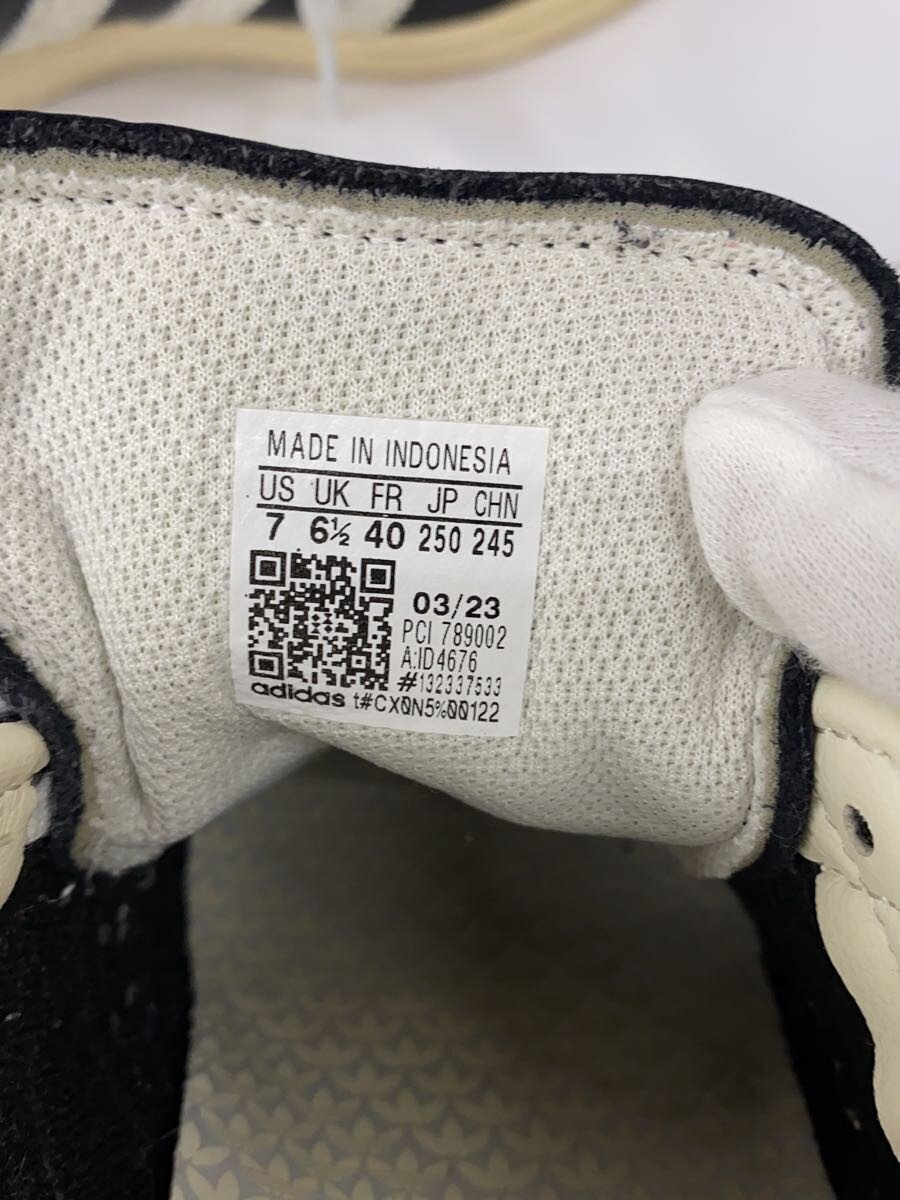 MADE IN INDONESIA
US UK FR JP CHN
7 6½ 40 250 245
03/23
PCI 789002
A:ID4676
#132337533
adidas t#CX0N5%00122